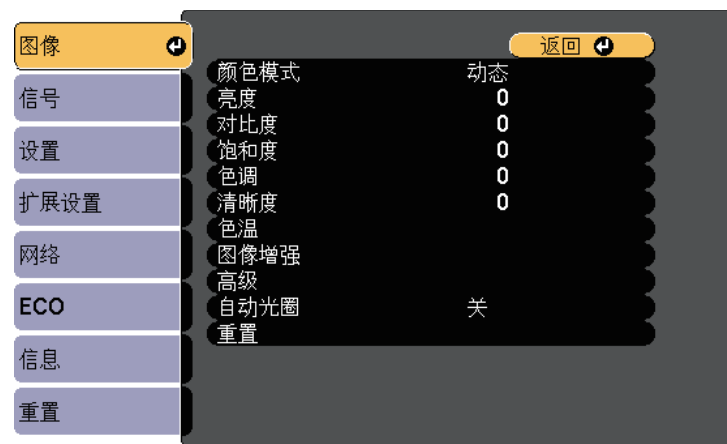 图像
信号
设置
扩展设置
网络
ECO
信息
重置
返回
颜色模式 动态
亮度 0
对比度 0
饱和度 0
色调 0
清晰度 0
色温
图像增强
高级
自动光圈 关
重置